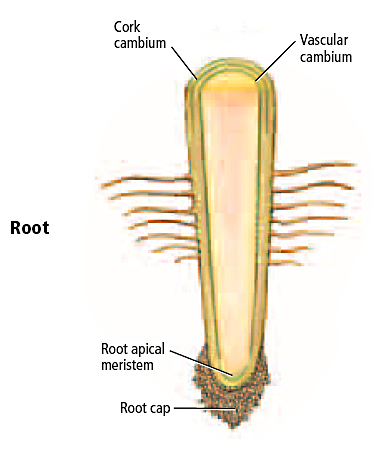 Cork
cambium
Vascular
cambium
Root
Root apical
meristem
Root cap